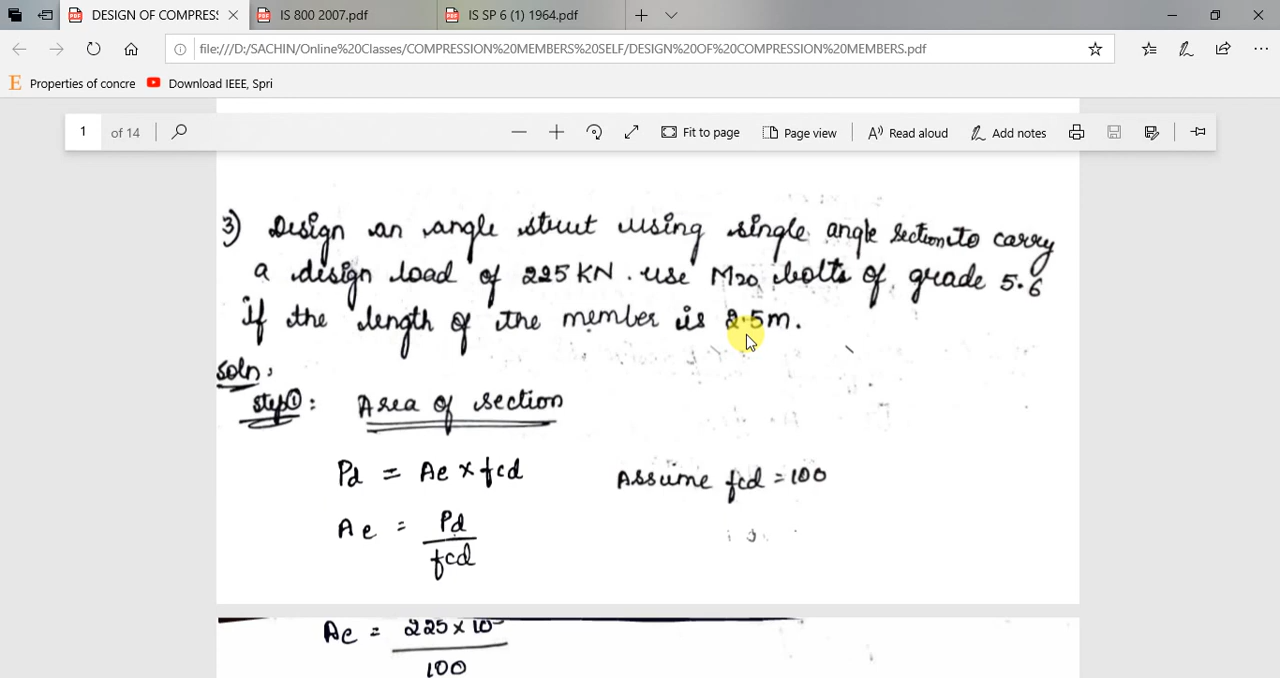 DESIGN OF COMPRESS
IS 800 2007.pdf
IS SP 6 (1) 1964.pdf
file:///D:/SACHIN/Online%20Classes/COMPRESSION%20MEMBERS%20SELF/DESIGN%20OF%20COMPRESSION%20MEMBERS.pdf
E Properties of concre
Download IEEE, Spri
1 of 14
Fit to page
Page view
A)) Read aloud
Add notes
3) Design an angle strut using single angle section to carry
a design load of 225 KN. use M20 bolts of grade 5.6
if the length of the member is 2.5m.
Soln:
Step ①: Area of section
Pd = Ae × fcd
Assume fcd = 100
Ae = Pd
fcd
Ae = 225 × 10
100